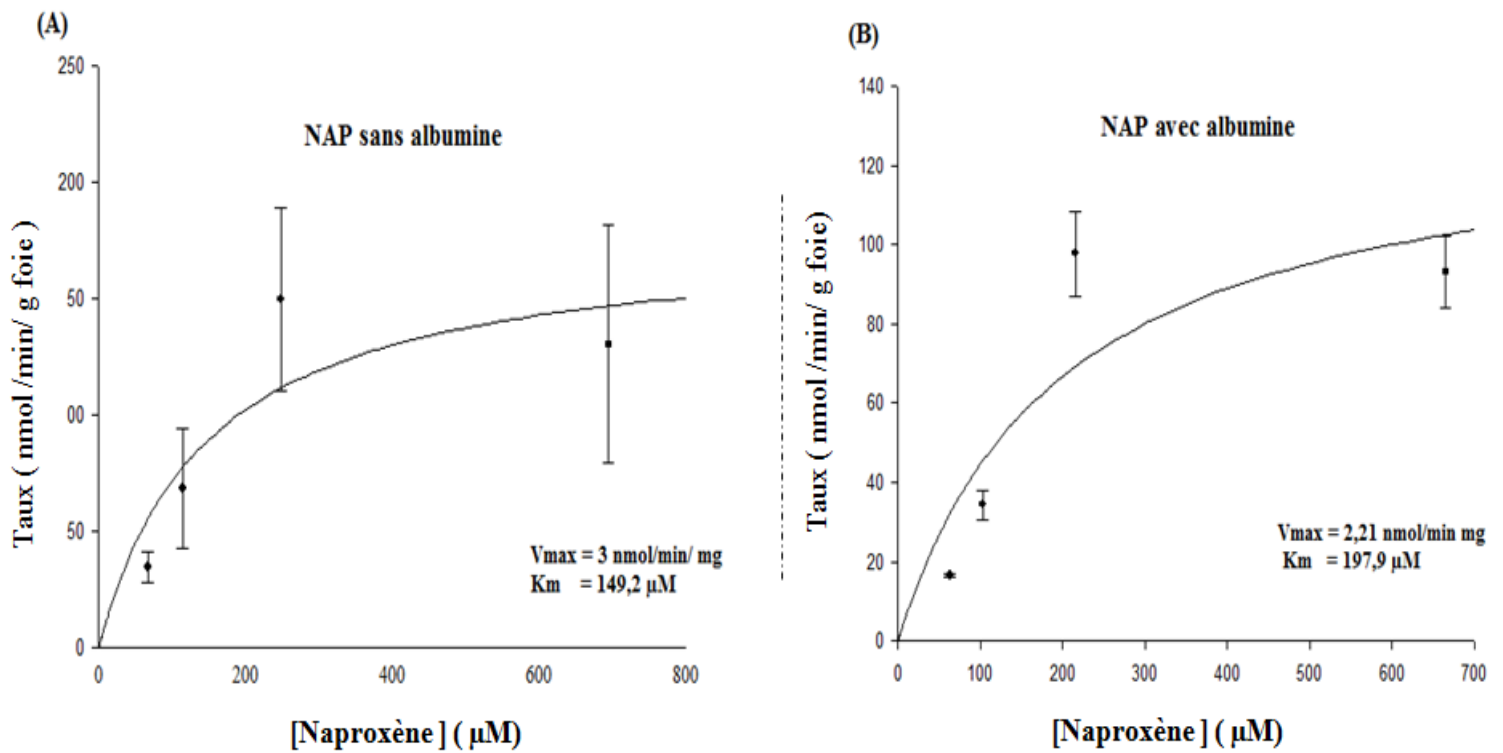 (A)
250
200
50
00
50
0
0
200
400
600
800
NAP sans albumine
Vmax = 3 nmol/min/ mg
Km = 149,2 µM
Taux ( nmol /min/ g foie )
[Naproxène ] ( µM)
(B)
140
120
100
80
60
40
20
0
0
100
200
300
400
500
600
700
NAP avec albumine
Vmax = 2,21 nmol/min mg
Km = 197,9 µM
Taux ( nmol /min/ g foie)
[Naproxène ] ( µM)